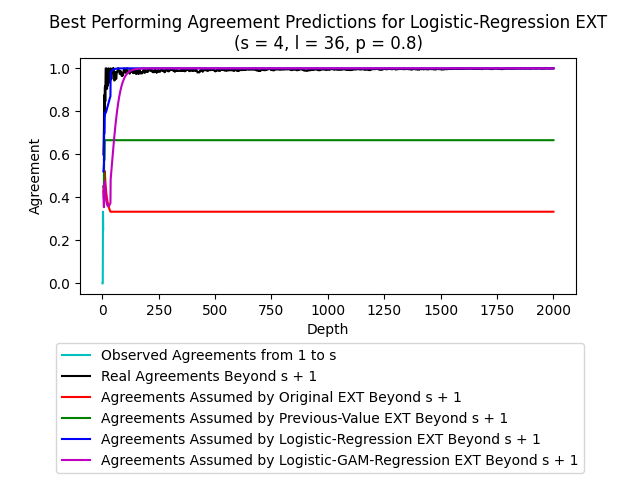 Best Performing Agreement Predictions for Logistic-Regression EXT
(s = 4, l = 36, p = 0.8)
1.0
0.8
0.6
0.4
0.2
0.0
Agreement
0 250 500 750 1000 1250 1500 1750 2000
Depth
Observed Agreements from 1 to s
Real Agreements Beyond s + 1
Agreements Assumed by Original EXT Beyond s + 1
Agreements Assumed by Previous-Value EXT Beyond s + 1
Agreements Assumed by Logistic-Regression EXT Beyond s + 1
Agreements Assumed by Logistic-GAM-Regression EXT Beyond s + 1